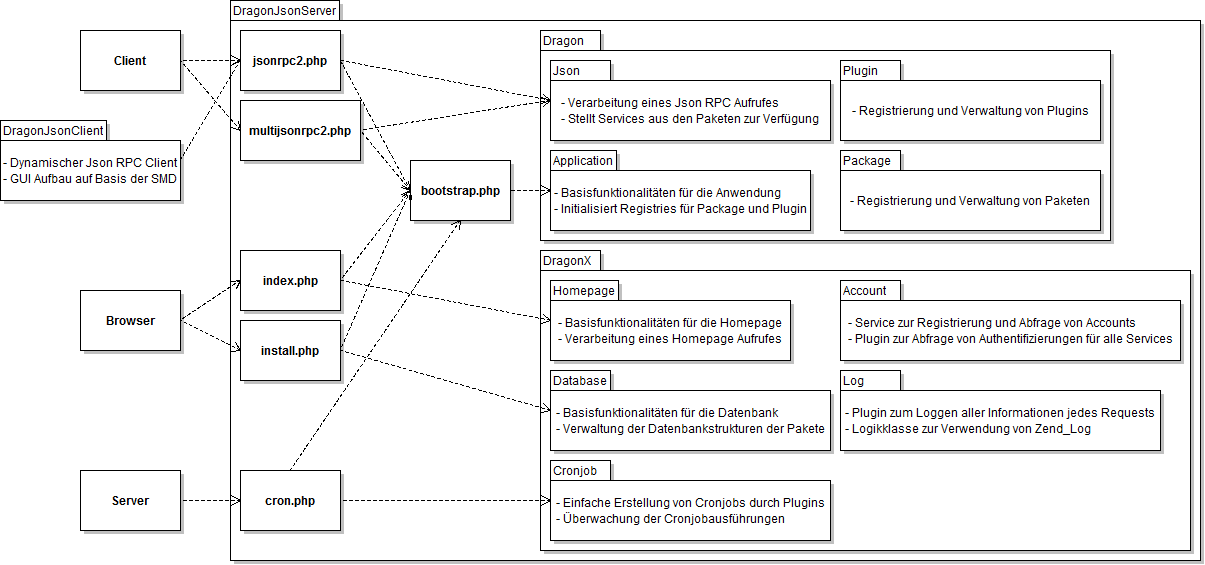 DragonJsonServer
Client
jsonrpc2.php
multijsonrpc2.php
DragonJsonClient
- Dynamischer Json RPC Client
- GUI Aufbau auf Basis der SMD
bootstrap.php
Browser
index.php
install.php
Server
cron.php
Dragon
Json
- Verarbeitung eines Json RPC Aufrufes
- Stellt Services aus den Paketen zur Verfügung
Plugin
- Registrierung und Verwaltung von Plugins
Application
- Basisfunktionalitäten für die Anwendung
- Initialisiert Registries für Package und Plugin
Package
- Registrierung und Verwaltung von Paketen
DragonX
Homepage
- Basisfunktionalitäten für die Homepage
- Verarbeitung eines Homepage Aufrufes
Account
- Service zur Registrierung und Abfrage von Accounts
- Plugin zur Abfrage von Authentifizierungen für alle Services
Database
- Basisfunktionalitäten für die Datenbank
- Verwaltung der Datenbankstrukturen der Pakete
Log
- Plugin zum Loggen aller Informationen jedes Requests
- Logikklasse zur Verwendung von Zend_Log
Cronjob
- Einfache Erstellung von Cronjobs durch Plugins
- Überwachung der Cronjobausführungen